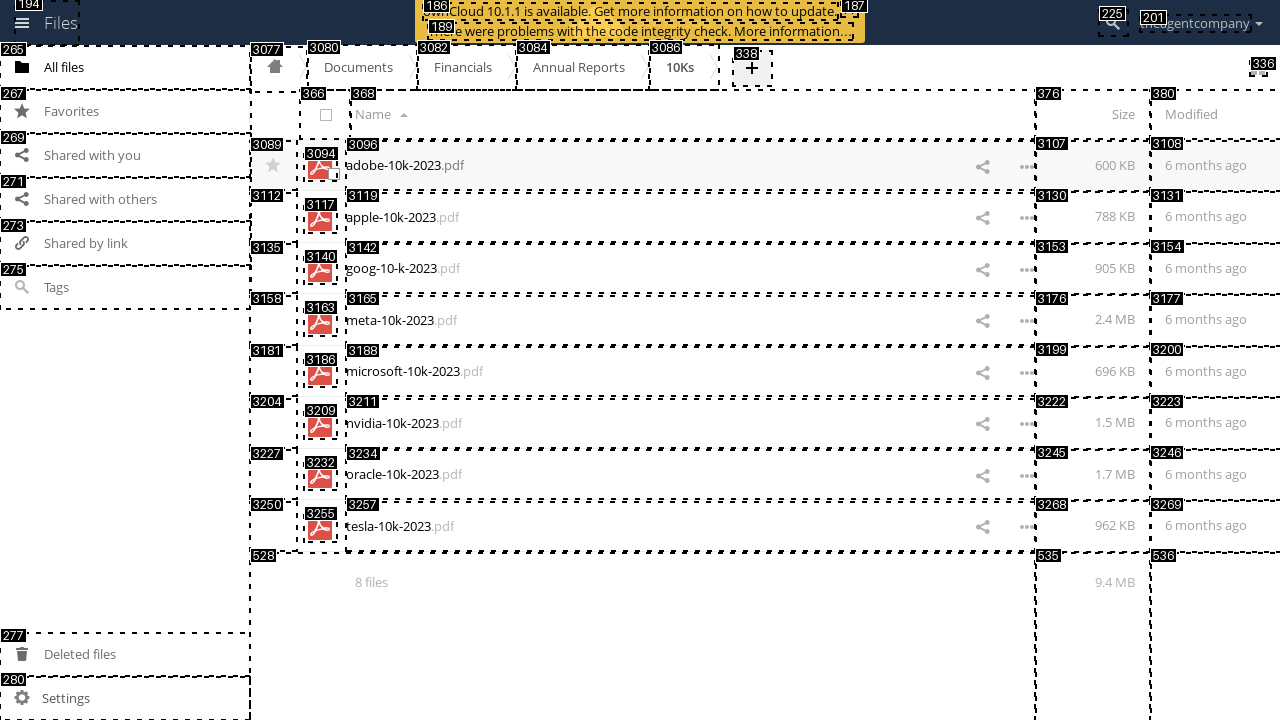 194
Files
186
ownCloud 10.1.1 is available. Get more information on how to update.
187
189
There were problems with the code integrity check. More information…
225
201
theagentcompany
265
All files
267
Favorites
269
Shared with you
271
Shared with others
273
Shared by link
275
Tags
277
Deleted files
280
Settings
3077
3080
Documents
3082
Financials
3084
Annual Reports
3086
10Ks
338
+
336
366
368
Name
376
Size
380
Modified
3089
3094
3096
adobe-10k-2023.pdf
3107
600 KB
3108
6 months ago
3112
3117
3119
apple-10k-2023.pdf
3130
788 KB
3131
6 months ago
3135
3140
3142
goog-10-k-2023.pdf
3153
905 KB
3154
6 months ago
3158
3163
3165
meta-10k-2023.pdf
3176
2.4 MB
3177
6 months ago
3181
3186
3188
microsoft-10k-2023.pdf
3199
696 KB
3200
6 months ago
3204
3209
3211
nvidia-10k-2023.pdf
3222
1.5 MB
3223
6 months ago
3227
3232
3234
oracle-10k-2023.pdf
3245
1.7 MB
3246
6 months ago
3250
3255
3257
tesla-10k-2023.pdf
3268
962 KB
3269
6 months ago
528
8 files
535
9.4 MB
536